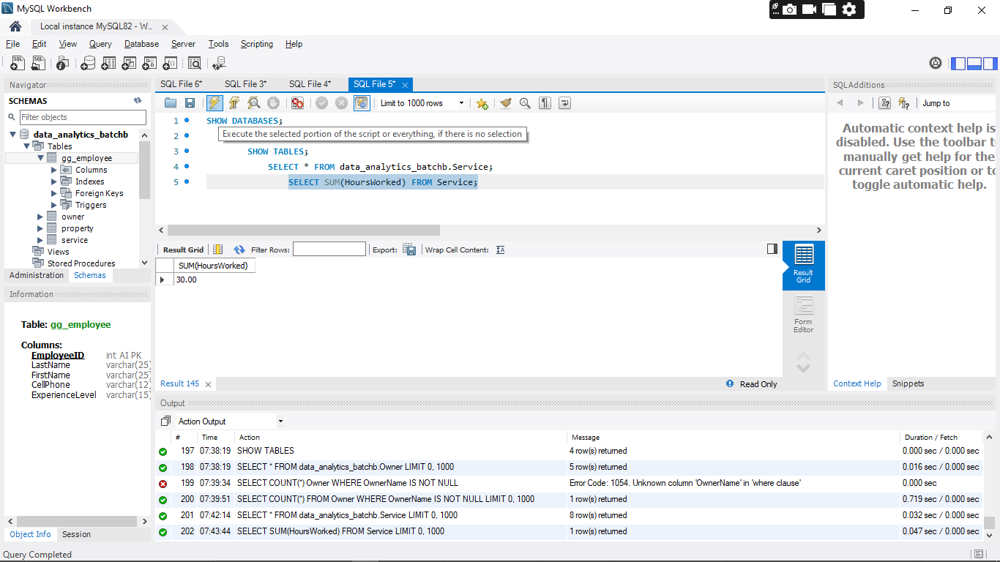 MySQL Workbench
Local instance MySQL82 - W...
File Edit View Query Database Server Tools Scripting Help
Navigator
SCHEMAS
Filter objects
data_analytics_batchb
Tables
gg_employee
Columns
Indexes
Foreign Keys
Triggers
owner
property
service
Views
Stored Procedures
Administration Schemas
Information
Table: gg_employee
Columns:
EmployeeID int AI PK
LastName varchar(25)
FirstName varchar(25)
CellPhone varchar(12)
ExperienceLevel varchar(15)
Object Info Session
Query Completed
SQL File 6* SQL File 3* SQL File 4* SQL File 5*
Limit to 1000 rows
1 SHOW DATABASES;
2
Execute the selected portion of the script or everything, if there is no selection
3 SHOW TABLES;
4 SELECT * FROM data_analytics_batchb.Service;
5 SELECT SUM(HoursWorked) FROM Service;
Result Grid Filter Rows: Export: Wrap Cell Content:
SUM(HoursWorked)
30.00
Result Grid
Form Editor
Result 145
Read Only
SQLAdditions
Jump to
Automatic context help is
disabled. Use the toolbar t
manually get help for the
current caret position or to
toggle automatic help.
Context Help Snippets
Output
Action Output
# Time Action Message Duration / Fetch
197 07:38:19 SHOW TABLES 4 row(s) returned 0.000 sec / 0.000 sec
198 07:38:19 SELECT * FROM data_analytics_batchb.Owner LIMIT 0, 1000 5 row(s) returned 0.016 sec / 0.000 sec
199 07:39:34 SELECT COUNT(*) Owner WHERE OwnerName IS NOT NULL Error Code: 1054. Unknown column 'OwnerName' in 'where clause' 0.000 sec
200 07:39:51 SELECT COUNT(*) FROM Owner WHERE OwnerName IS NOT NULL LIMIT 0, 1000 1 row(s) returned 0.719 sec / 0.000 sec
201 07:42:14 SELECT * FROM data_analytics_batchb.Service LIMIT 0, 1000 8 row(s) returned 0.032 sec / 0.000 sec
202 07:43:44 SELECT SUM(HoursWorked) FROM Service LIMIT 0, 1000 1 row(s) returned 0.047 sec / 0.000 sec